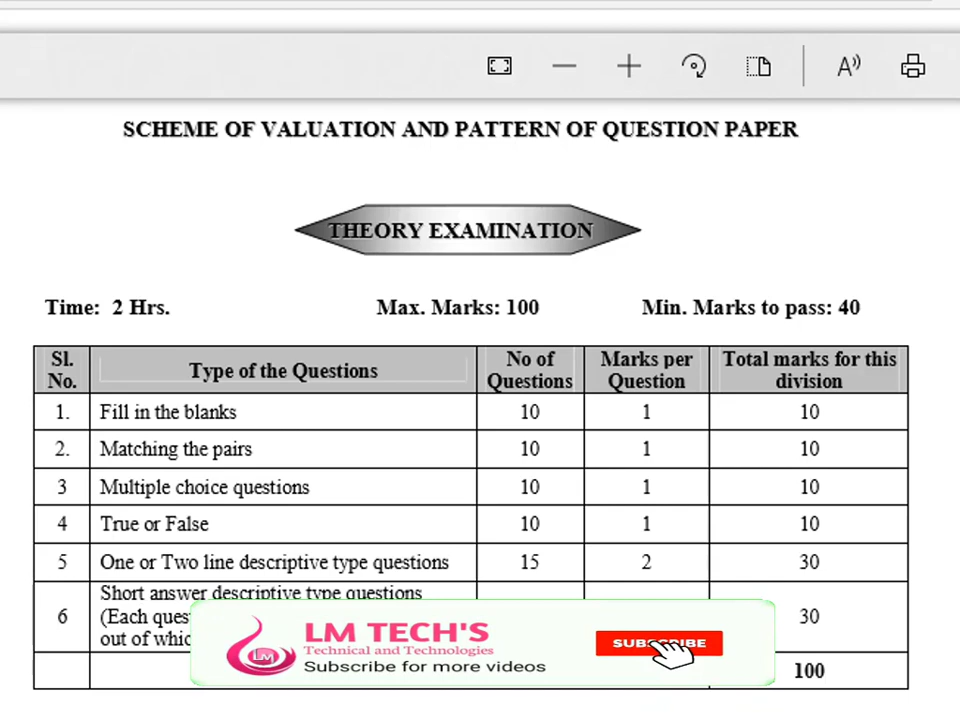 SCHEME OF VALUATION AND PATTERN OF QUESTION PAPER
THEORY EXAMINATION
Time: 2 Hrs. Max. Marks: 100 Min. Marks to pass: 40
Sl. No. Type of the Questions No of Questions Marks per Question Total marks for this division
1. Fill in the blanks 10 1 10
2. Matching the pairs 10 1 10
3 Multiple choice questions 10 1 10
4 True or False 10 1 10
5 One or Two line descriptive type questions 15 2 30
6 Short answer descriptive type questions 30
(Each
out of
100
LM TECH'S
LM
Technical and Technologies
Subscribe for more videos
SUBSCRIBE